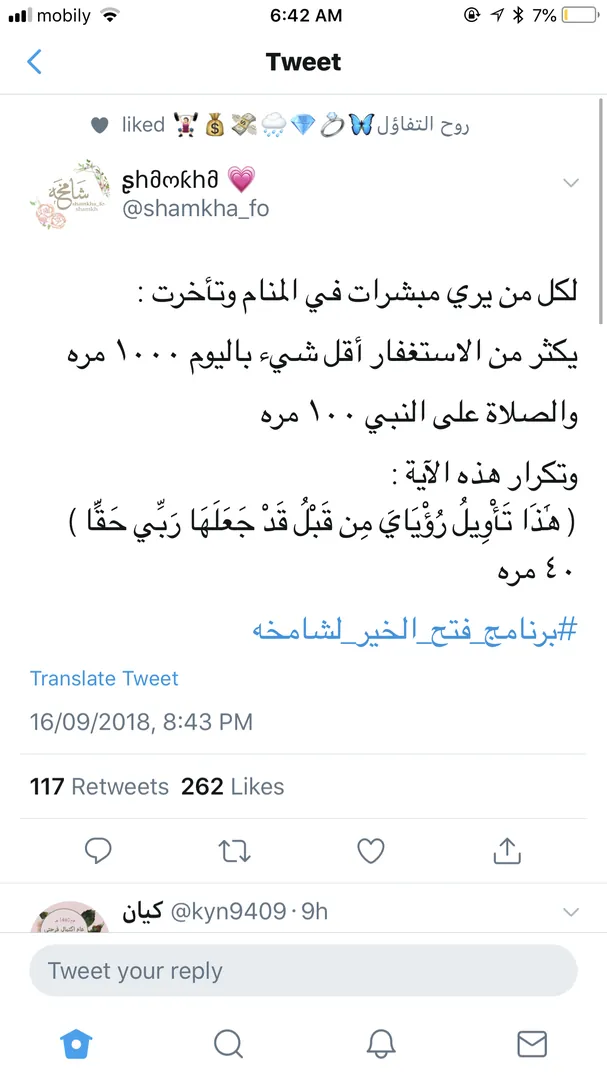 mobily 6:42 AM 7%
Tweet
liked 🏋💰💸🌧💎💍🦋روح التفاؤل
ʂhმოƙhმ 💗
@shamkha_fo
شامخة
لكل من يري مبشرات في المنام وتأخرت :
يكثر من الاستغفار أقل شيء باليوم ١٠٠٠ مره
والصلاة على النبي ١٠٠ مره
وتكرار هذه الآية :
( هَٰذَا تَأْوِيلُ رُؤْيَايَ مِن قَبْلُ قَدْ جَعَلَهَا رَبِّي حَقًّا )
٤٠ مره
#برنامج_فتح_الخير_لشامخه
Translate Tweet
16/09/2018, 8:43 PM
117 Retweets 262 Likes
كيان @kyn9409 · 9h
Tweet your reply